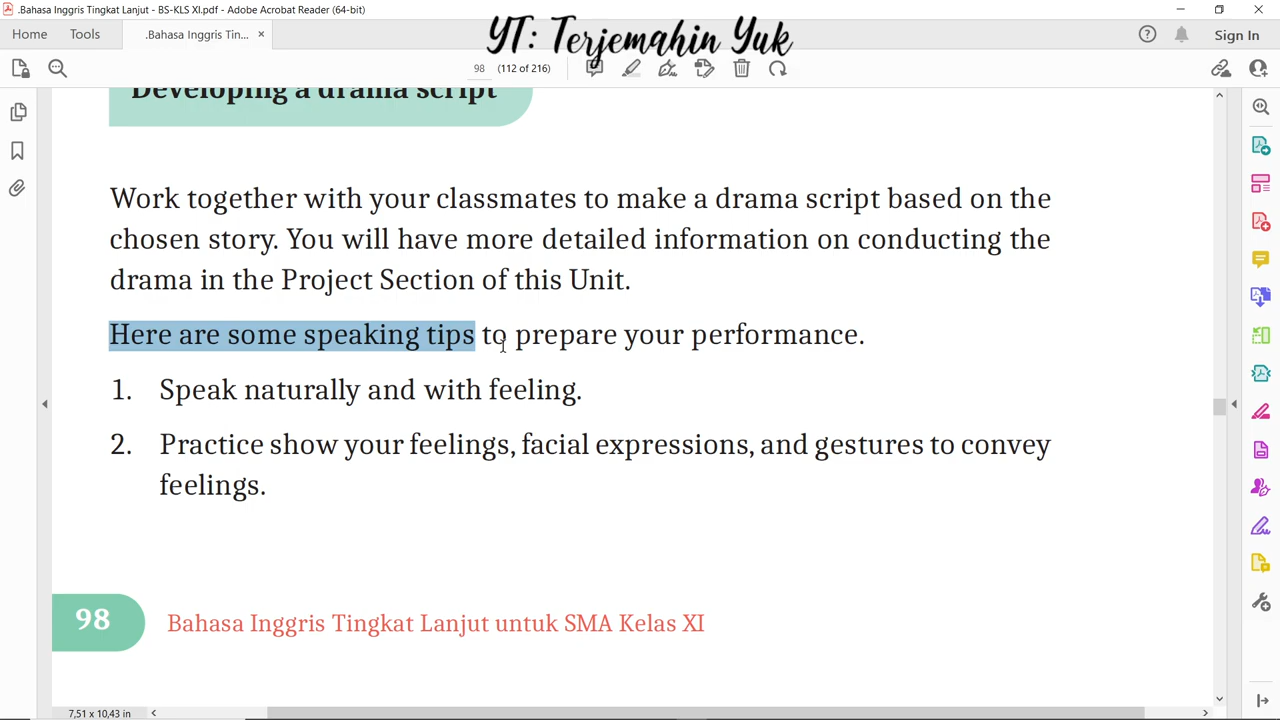 .Bahasa Inggris Tingkat Lanjut - BS-KLS XI.pdf - Adobe Acrobat Reader (64-bit)
YT: Terjemahin Yuk
Home Tools .Bahasa Inggris Tin... × Sign In
98 (112 of 216)
Developing a drama script
Work together with your classmates to make a drama script based on the
chosen story. You will have more detailed information on conducting the
drama in the Project Section of this Unit.
Here are some speaking tips to prepare your performance.
1. Speak naturally and with feeling.
2. Practice show your feelings, facial expressions, and gestures to convey
feelings.
98 Bahasa Inggris Tingkat Lanjut untuk SMA Kelas XI
7,51 x 10,43 in